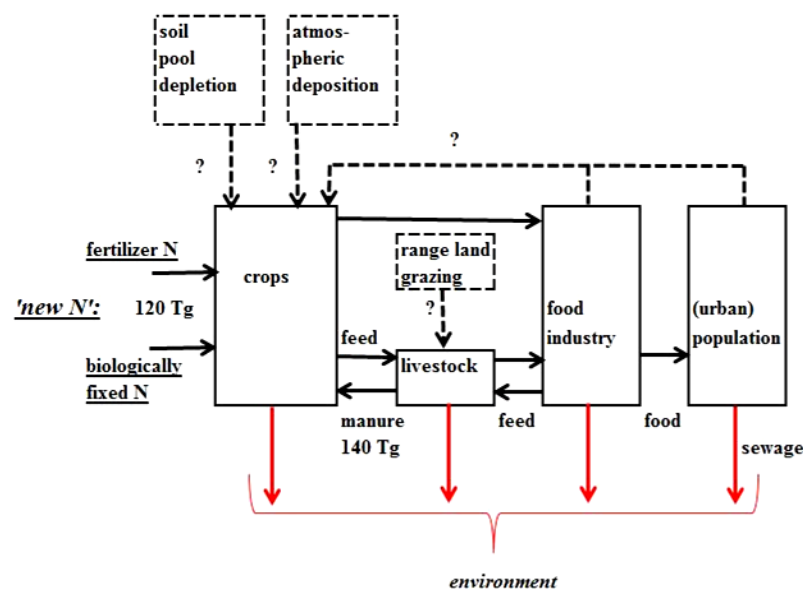 soil
pool
depletion
atmos-
pheric
deposition
?
?
?
fertilizer N
crops
range land
grazing
'new N':
120 Tg
?
food
industry
(urban)
population
feed
livestock
biologically
fixed N
manure
140 Tg
feed
food
sewage
environment